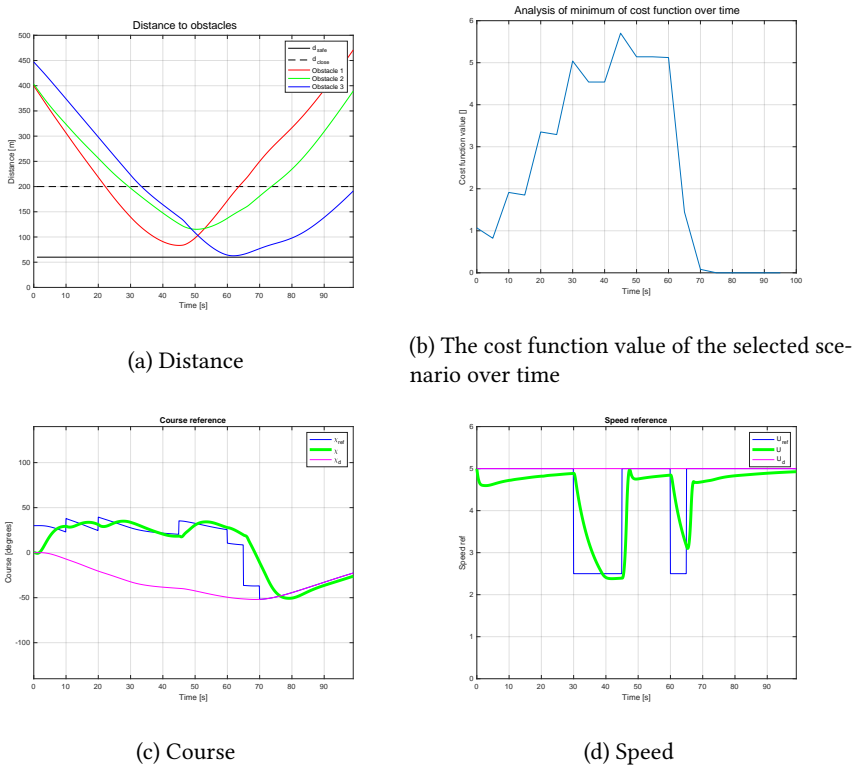 Distance to obstacles
500
450
400
350
300
250
200
150
100
50
0
Distance [m]
d_safe
d_close
Obstacle 1
Obstacle 2
Obstacle 3
0 10 20 30 40 50 60 70 80 90
Time [s]
(a) Distance
Analysis of minimum of cost function over time
6
5
4
3
2
1
0
Cost function value []
0 10 20 30 40 50 60 70 80 90 100
Time [s]
(b) The cost function value of the selected sce-
nario over time
Course reference
100
50
0
-50
-100
Course [degrees]
χ_ref
χ
χ_d
0 10 20 30 40 50 60 70 80 90
Time [s]
(c) Course
Speed reference
6
5
4
3
2
1
0
Speed ref
U_ref
U
U_d
0 10 20 30 40 50 60 70 80 90
Time [s]
(d) Speed